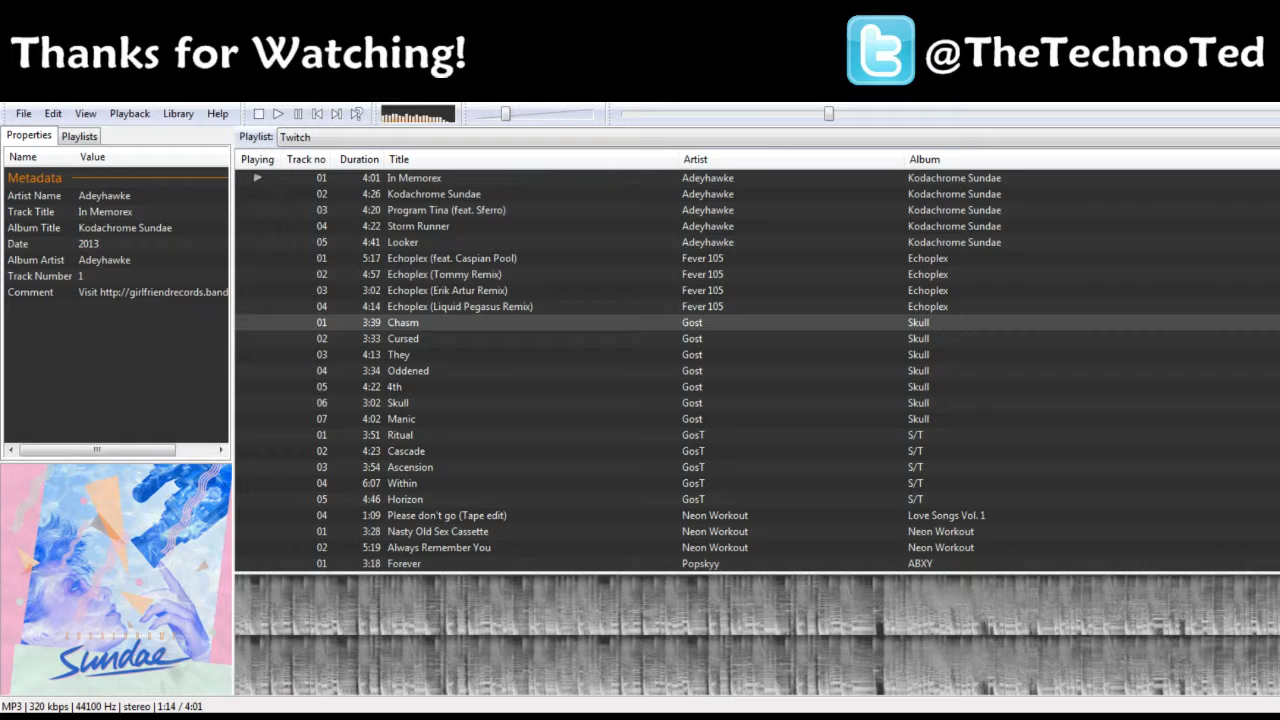 Thanks for Watching!
@TheTechnoTed
File Edit View Playback Library Help
Properties Playlists
Playlist: Twitch
Name Value
Metadata
Artist Name Adeyhawke
Track Title In Memorex
Album Title Kodachrome Sundae
Date 2013
Album Artist Adeyhawke
Track Number 1
Comment Visit http://girlfriendrecords.band
Playing Track no Duration Title Artist Album
01 4:01 In Memorex Adeyhawke Kodachrome Sundae
02 4:26 Kodachrome Sundae Adeyhawke Kodachrome Sundae
03 4:20 Program Tina (feat. Sferro) Adeyhawke Kodachrome Sundae
04 4:22 Storm Runner Adeyhawke Kodachrome Sundae
05 4:41 Looker Adeyhawke Kodachrome Sundae
01 5:17 Echoplex (feat. Caspian Pool) Fever105 Echoplex
02 4:57 Echoplex (Tommy Remix) Fever105 Echoplex
03 3:02 Echoplex (Erik Artur Remix) Fever105 Echoplex
04 4:14 Echoplex (Liquid Pegasus Remix) Fever105 Echoplex
01 3:39 Chasm Gost Skull
02 3:33 Cursed Gost Skull
03 4:13 They Gost Skull
04 3:34 Oddened Gost Skull
05 4:22 4th Gost Skull
06 3:02 Skull Gost Skull
07 4:02 Manic Gost Skull
01 3:51 Ritual GosT S/T
02 4:23 Cascade GosT S/T
03 3:54 Ascension GosT S/T
04 6:07 Within GosT S/T
05 4:46 Horizon GosT S/T
04 1:09 Please don't go (Tape edit) Neon Workout Love Songs Vol. 1
01 3:28 Nasty Old Sex Cassette Neon Workout Neon Workout
02 5:19 Always Remember You Neon Workout Neon Workout
01 3:18 Forever Popskyy ABXY
Sundae
MP3 | 320 kbps | 44100 Hz | stereo | 1:14 / 4:01